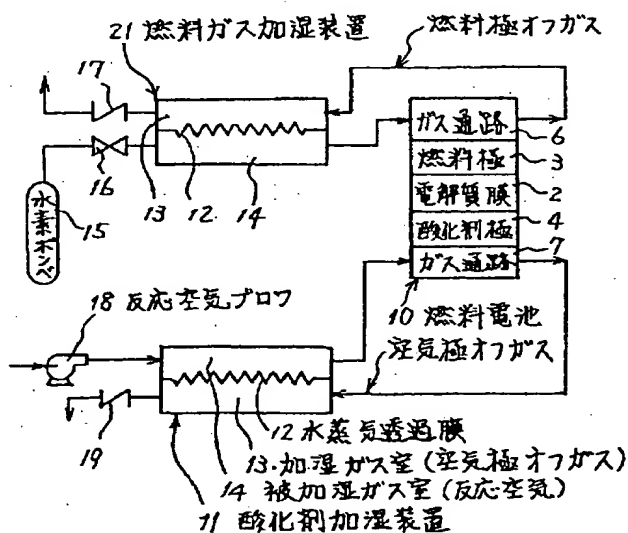 21 燃料ガス加湿装置
燃料極オフガス
17
16
13
12
14
水素ボンベ
15
ガス通路
6
燃料極
3
電解質膜
2
酸化剤極
4
ガス通路
7
10 燃料電池
空気極オフガス
18 反応空気ブロワ
19
12 水蒸気透過膜
13.加湿ガス室(空気極オフガス)
14 被加湿ガス室(反応空気)
11 酸化剤加湿装置